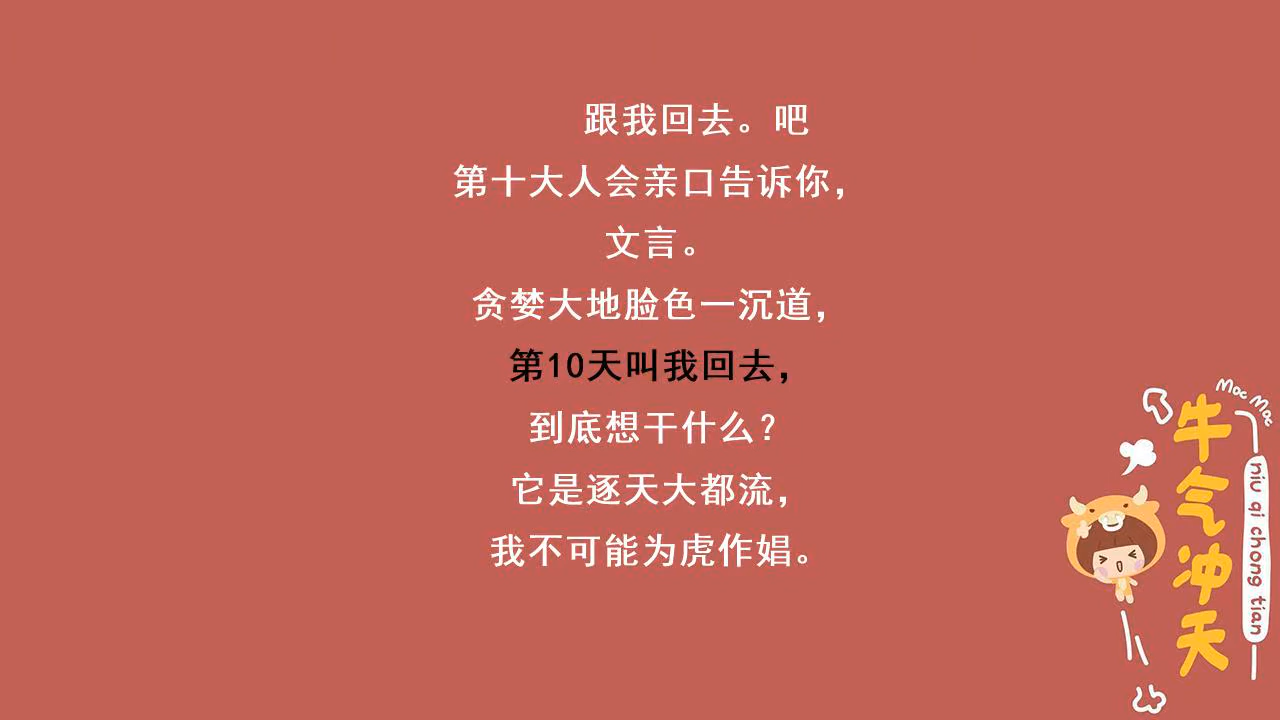 跟我回去。吧
第十大人会亲口告诉你,
文言。
贪婪大地脸色一沉道,
第10天叫我回去,
到底想干什么?
它是逐天大都流,
我不可能为虎作娼。
Moc Moc
牛气冲天
niu qi chong tian